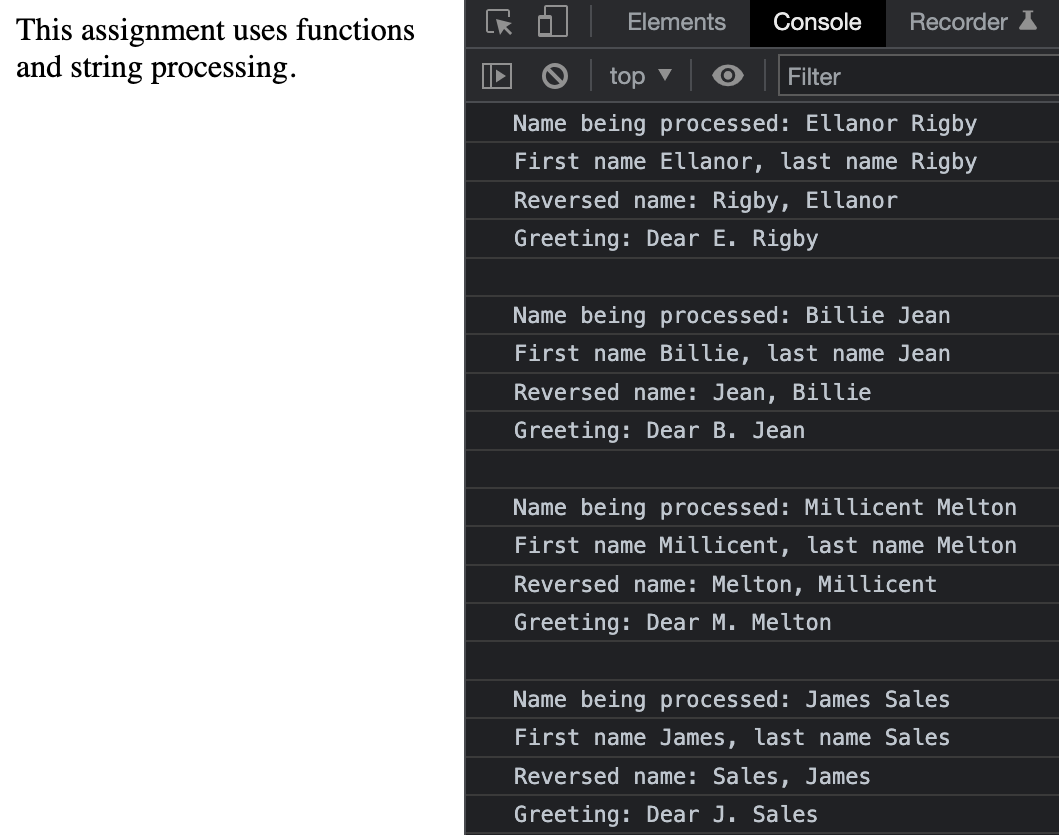 This assignment uses functions
and string processing.
Elements Console Recorder
top Filter
Name being processed: Ellanor Rigby
First name Ellanor, last name Rigby
Reversed name: Rigby, Ellanor
Greeting: Dear E. Rigby
Name being processed: Billie Jean
First name Billie, last name Jean
Reversed name: Jean, Billie
Greeting: Dear B. Jean
Name being processed: Millicent Melton
First name Millicent, last name Melton
Reversed name: Melton, Millicent
Greeting: Dear M. Melton
Name being processed: James Sales
First name James, last name Sales
Reversed name: Sales, James
Greeting: Dear J. Sales